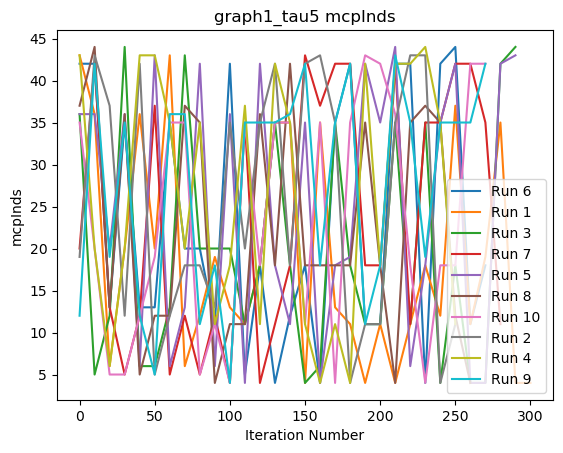 graph1_tau5 mcpInds
45
40
35
30
25
20
15
10
5
mcpInds
0
50
100
150
200
250
300
Iteration Number
Run 6
Run 1
Run 3
Run 7
Run 5
Run 8
Run 10
Run 2
Run 4
Run 9